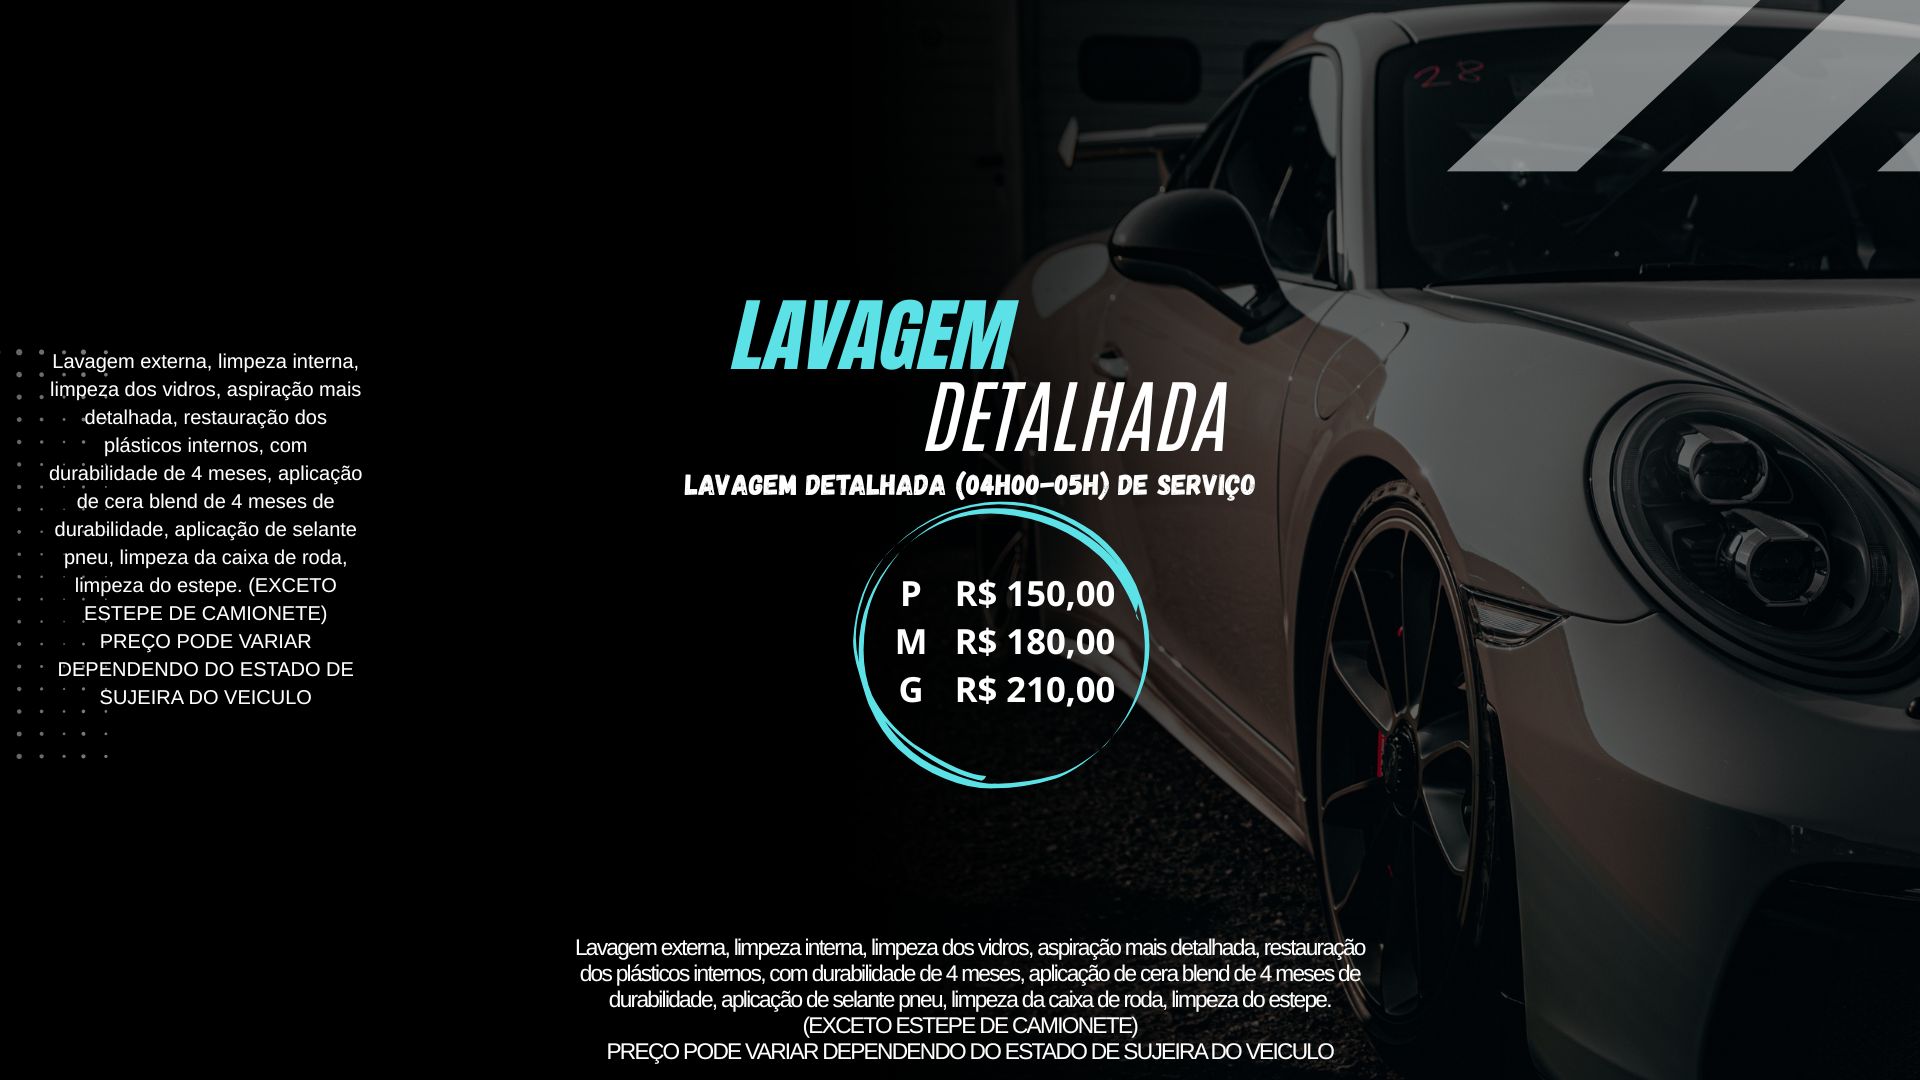 28
LAVAGEM
DETALHADA
LAVAGEM DETALHADA (04H00-05H) DE SERVIÇO
P R$ 150,00
M R$ 180,00
G R$ 210,00
Lavagem externa, limpeza interna,
limpeza dos vidros, aspiração mais
detalhada, restauração dos
plásticos internos, com
durabilidade de 4 meses, aplicação
de cera blend de 4 meses de
durabilidade, aplicação de selante
pneu, limpeza da caixa de roda,
limpeza do estepe. (EXCETO
ESTEPE DE CAMIONETE)
PREÇO PODE VARIAR
DEPENDENDO DO ESTADO DE
SUJEIRA DO VEICULO
Lavagem externa, limpeza interna, limpeza dos vidros, aspiração mais detalhada, restauração
dos plásticos internos, com durabilidade de 4 meses, aplicação de cera blend de 4 meses de
durabilidade, aplicação de selante pneu, limpeza da caixa de roda, limpeza do estepe.
(EXCETO ESTEPE DE CAMIONETE)
PREÇO PODE VARIAR DEPENDENDO DO ESTADO DE SUJEIRA DO VEICULO